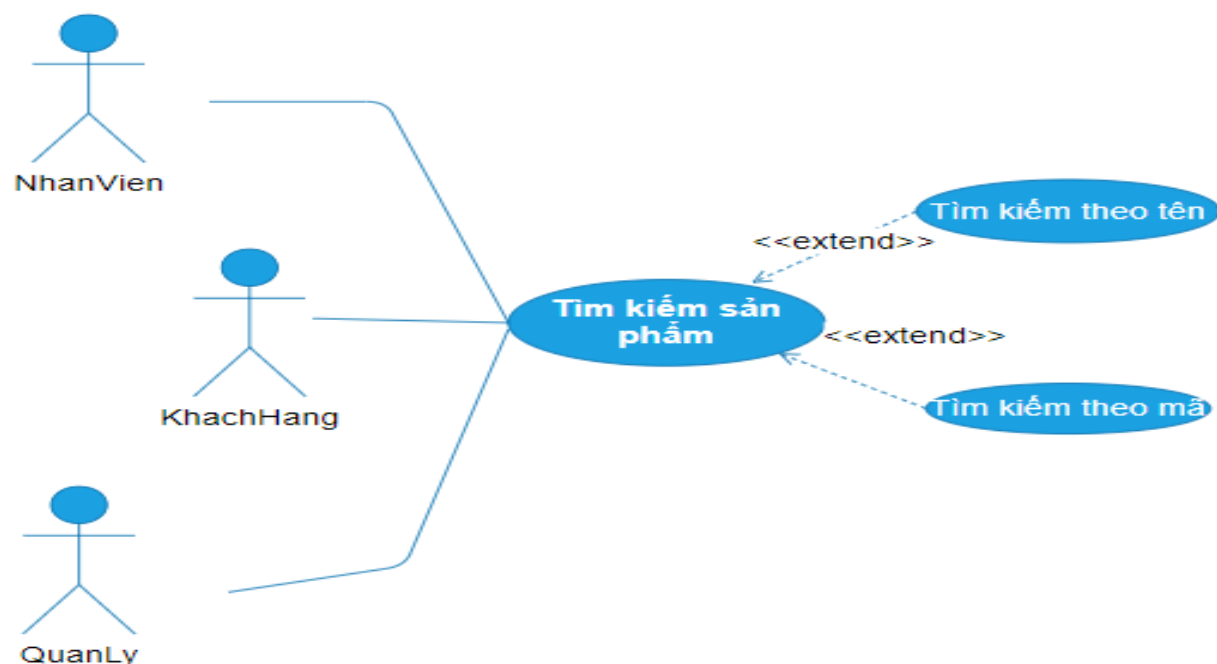 NhanVien
Tìm kiếm theo tên
<<extend>>
Tìm kiếm sản
phẩm
<<extend>>
KhachHang
Tìm kiếm theo mã
QuanLy